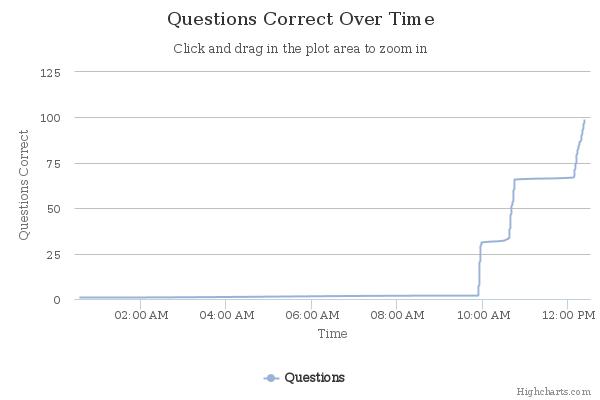 Questions Correct Over Time
Click and drag in the plot area to zoom in
125
100
75
50
25
0
Questions Correct
02:00 AM 04:00 AM 06:00 AM 08:00 AM 10:00 AM 12:00 PM
Time
Questions
Highcharts.com